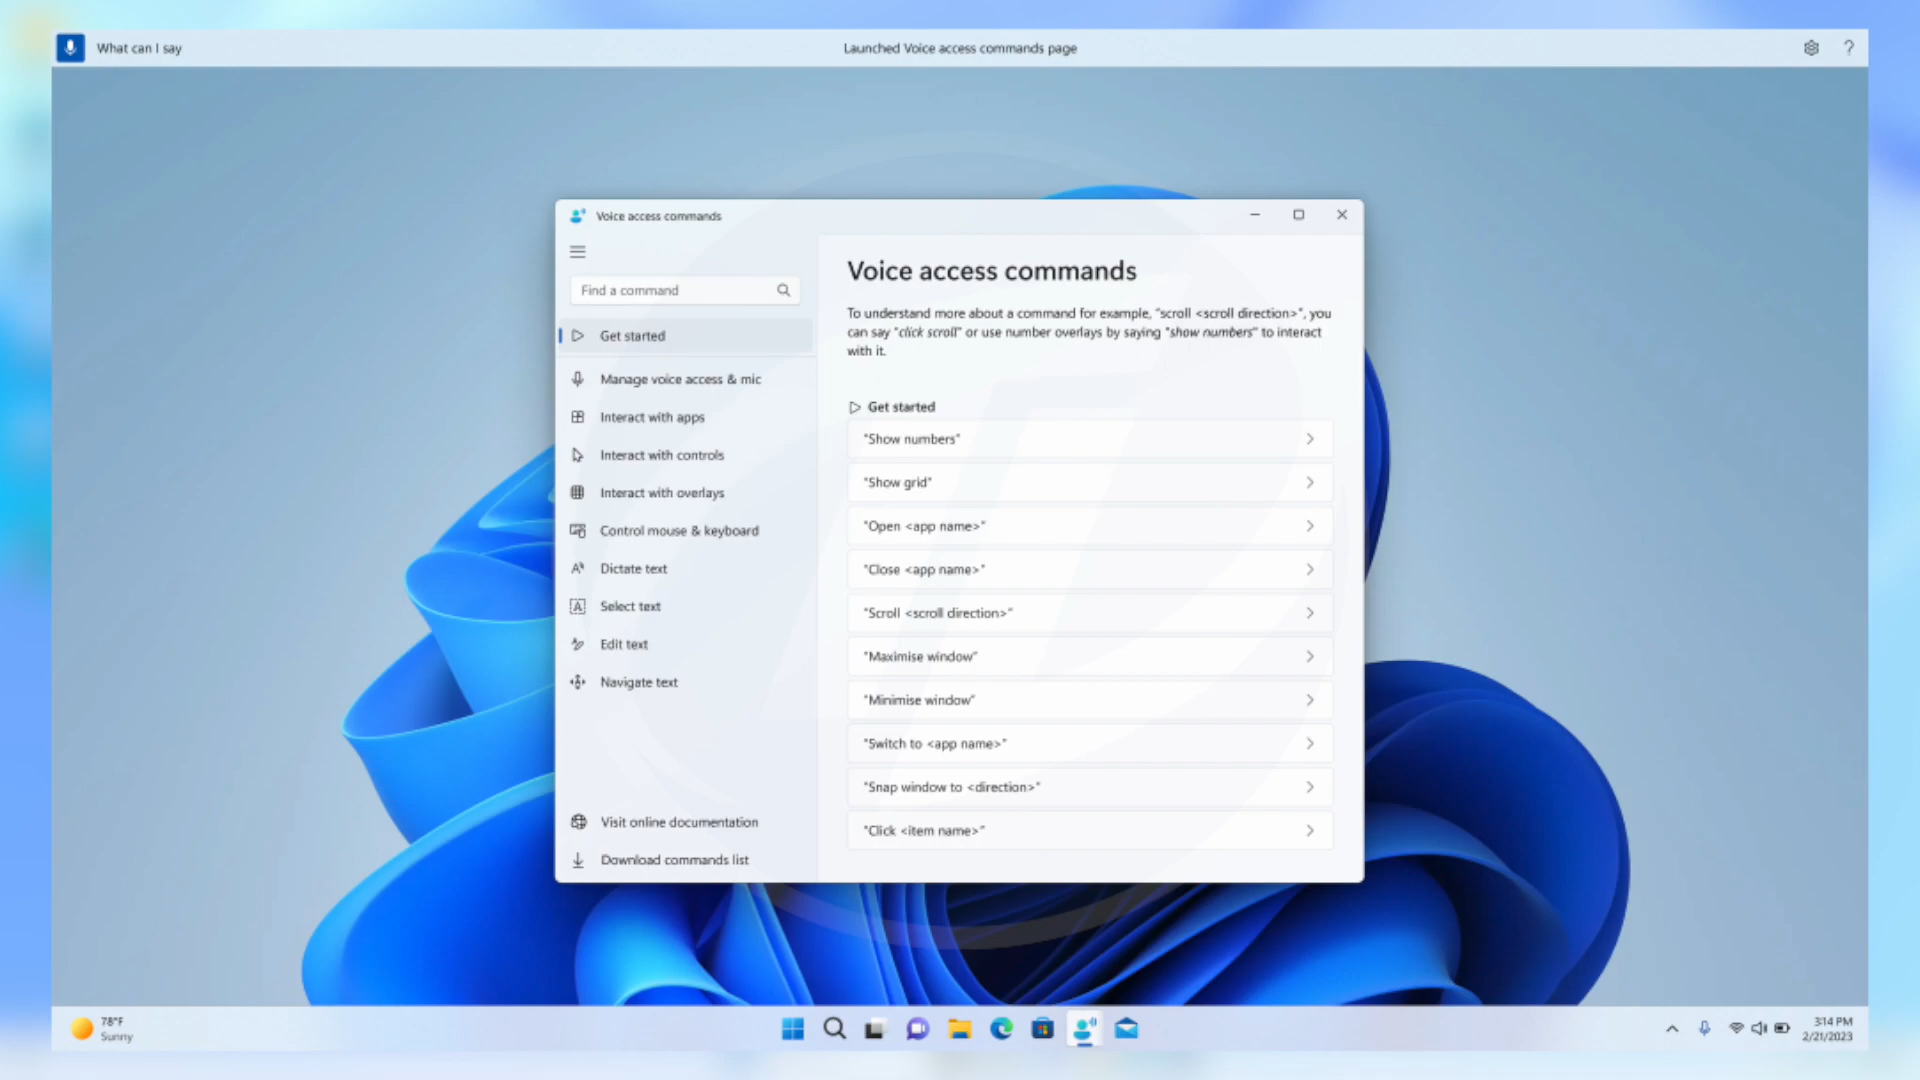 What can I say
Launched Voice access commands page
?
Voice access commands
Find a command
Get started
Manage voice access & mic
Interact with apps
Interact with controls
Interact with overlays
Control mouse & keyboard
Dictate text
Select text
Edit text
Navigate text
Visit online documentation
Download commands list
Voice access commands
To understand more about a command for example, "scroll <scroll direction>", you
can say "click scroll" or use number overlays by saying "show numbers" to interact
with it.
Get started
"Show numbers"
"Show grid"
"Open <app name>"
"Close <app name>"
"Scroll <scroll direction>"
"Maximise window"
"Minimise window"
"Switch to <app name>"
"Snap window to <direction>"
"Click <item name>"
78°F
Sunny
3:14 PM
2/21/2023